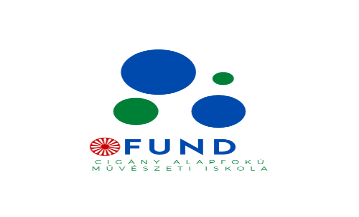 FUND
CIGÁNY ALAPFOKÚ
MŰVÉSZETI ISKOLA